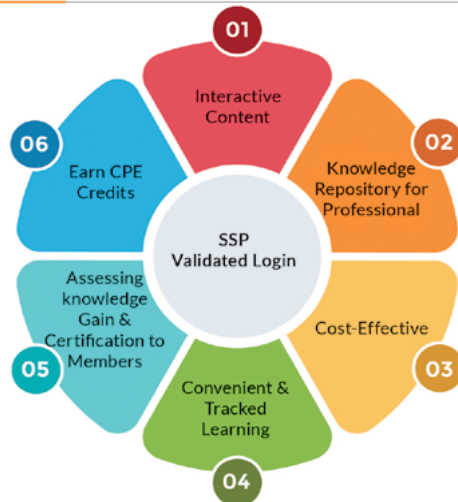 01
Interactive
Content
02
Knowledge
Repository for
Professional
03
Cost-Effective
04
Convenient &
Tracked
Learning
05
Assessing
knowledge
Gain &
Certification to
Members
06
Earn CPE
Credits
SSP
Validated Login